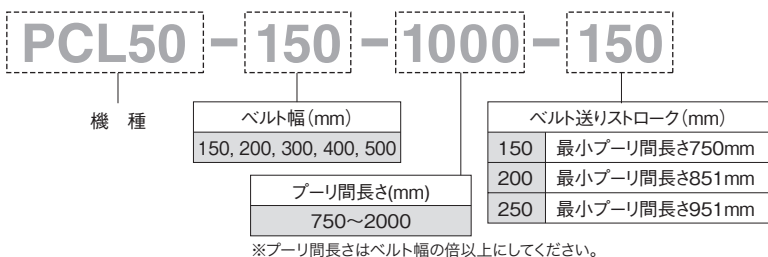 PCL50-150-1000-150
機 種
ベルト幅(mm)
150, 200, 300, 400, 500
プーリ間長さ(mm)
750〜2000
ベルト送りストローク(mm)
150 最小プーリ間長さ750mm
200 最小プーリ間長さ851mm
250 最小プーリ間長さ951mm
※プーリ間長さはベルト幅の倍以上にしてください。